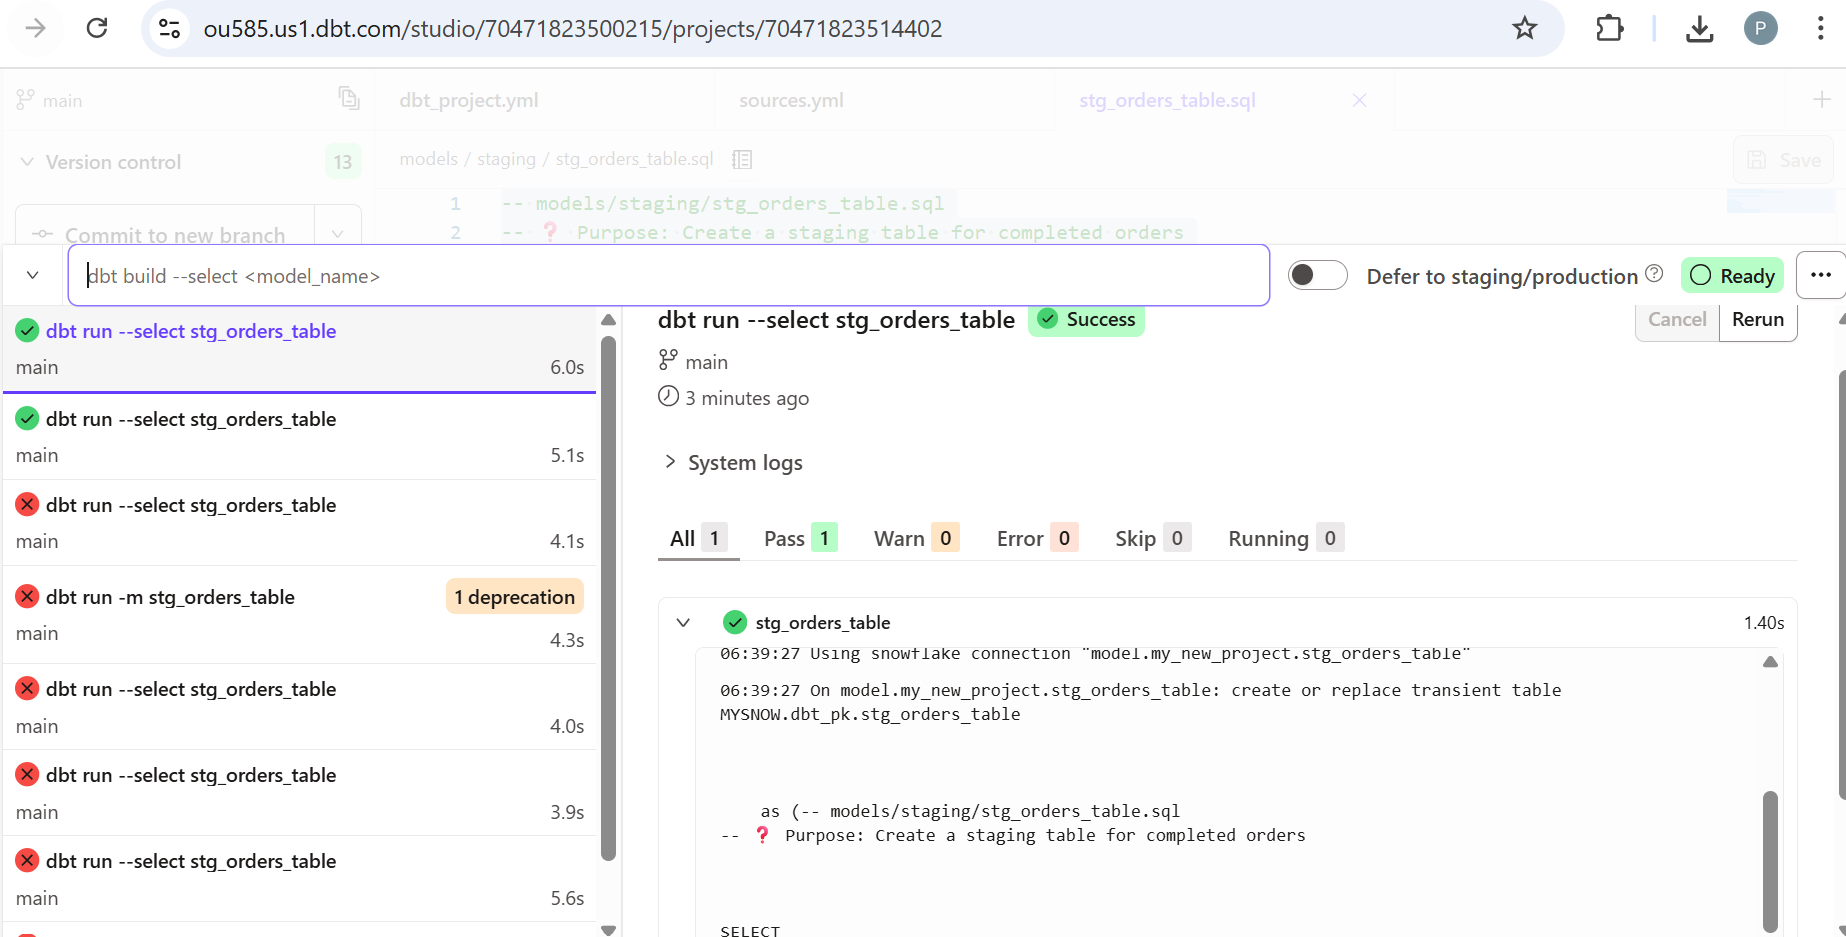 ou585.us1.dbt.com/studio/70471823500215/projects/70471823514402
P
main
dbt_project.yml
sources.yml
stg_orders_table.sql
Version control
13
models / staging / stg_orders_table.sql
Save
1 -- models/staging/stg_orders_table.sql
2 -- ❓ Purpose: Create a staging table for completed orders
Commit to new branch
dbt build --select <model_name>
Defer to staging/production
Ready
dbt run --select stg_orders_table
main
6.0s
dbt run --select stg_orders_table
main
5.1s
dbt run --select stg_orders_table
main
4.1s
dbt run -m stg_orders_table
1 deprecation
main
4.3s
dbt run --select stg_orders_table
main
4.0s
dbt run --select stg_orders_table
main
3.9s
dbt run --select stg_orders_table
main
5.6s
dbt run --select stg_orders_table
Success
Cancel
Rerun
main
3 minutes ago
System logs
All 1
Pass 1
Warn 0
Error 0
Skip 0
Running 0
stg_orders_table
1.40s
06:39:27 Using snowflake connection "model.my_new_project.stg_orders_table"
06:39:27 On model.my_new_project.stg_orders_table: create or replace transient table
MYSNOW.dbt_pk.stg_orders_table
as (-- models/staging/stg_orders_table.sql
-- ❓ Purpose: Create a staging table for completed orders
SELECT